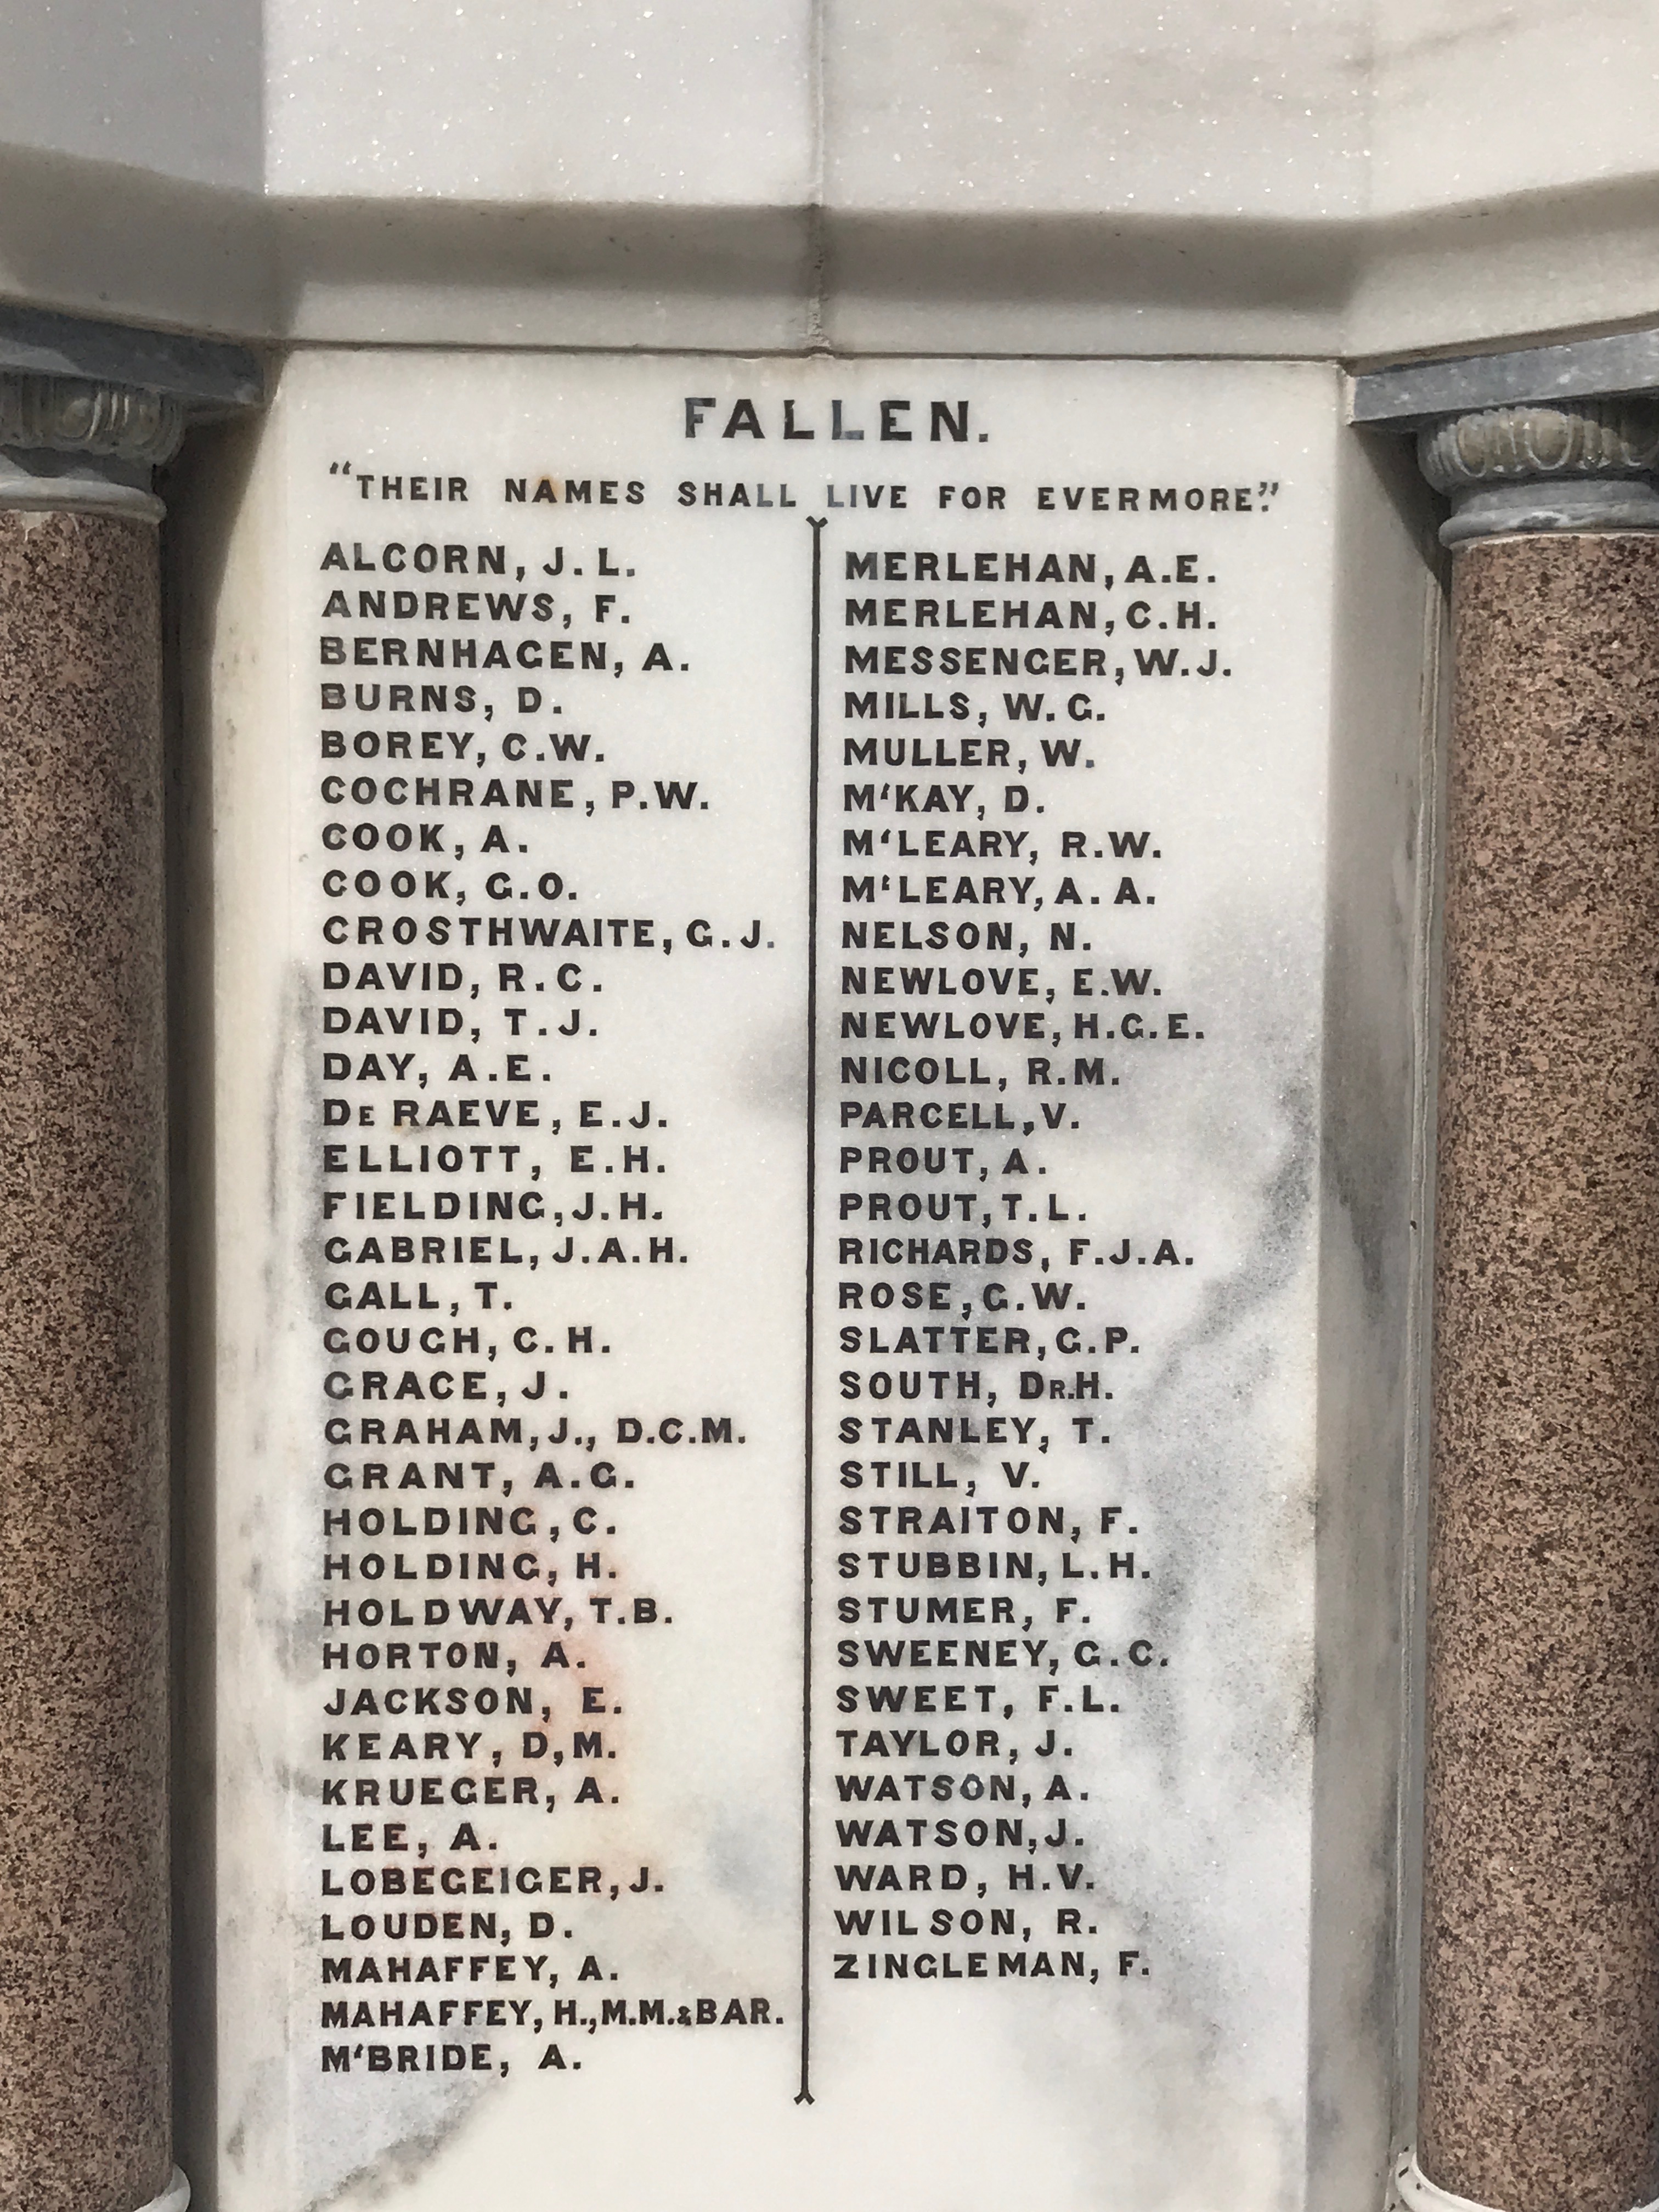 FALLEN.
"THEIR NAMES SHALL LIVE FOR EVERMORE."
ALCORN, J. L.
ANDREWS, F.
BERNHAGEN, A.
BURNS, D.
BOREY, C.W.
COCHRANE, P.W.
COOK, A.
COOK, G.O.
CROSTHWAITE, G.J.
DAVID, R.C.
DAVID, T.J.
DAY, A.E.
DE RAEVE, E.J.
ELLIOTT, E.H.
FIELDING, J.H.
GABRIEL, J.A.H.
GALL, T.
GOUGH, C.H.
GRACE, J.
GRAHAM, J., D.C.M.
GRANT, A.G.
HOLDING, C.
HOLDING, H.
HOLDWAY, T.B.
HORTON, A.
JACKSON, E.
KEARY, D,M.
KRUEGER, A.
LEE, A.
LOBEGEIGER, J.
LOUDEN, D.
MAHAFFEY, A.
MAHAFFEY, H., M.M.&BAR.
M‘BRIDE, A.
MERLEHAN, A.E.
MERLEHAN, C.H.
MESSENGER, W.J.
MILLS, W.G.
MULLER, W.
M‘KAY, D.
M‘LEARY, R.W.
M‘LEARY, A. A.
NELSON, N.
NEWLOVE, E.W.
NEWLOVE, H.G.E.
NICOLL, R.M.
PARCELL, V.
PROUT, A.
PROUT, T.L.
RICHARDS, F.J.A.
ROSE, G.W.
SLATTER, G.P.
SOUTH, DR.H.
STANLEY, T.
STILL, V.
STRAITON, F.
STUBBIN, L.H.
STUMER, F.
SWEENEY, G.C.
SWEET, F.L.
TAYLOR, J.
WATSON, A.
WATSON, J.
WARD, H.V.
WILSON, R.
ZINGLEMAN, F.